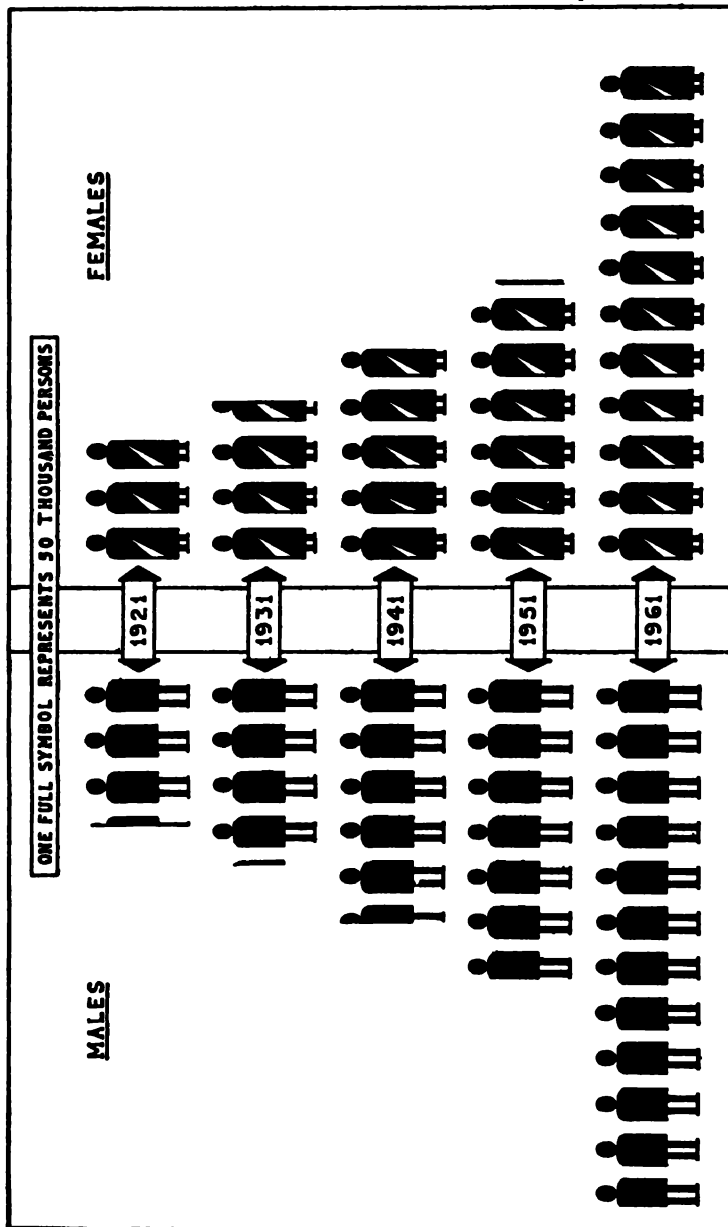 ONE FULL SYMBOL REPRESENTS 50 THOUSAND PERSONS
MALES
FEMALES
1921
1931
1941
1951
1961